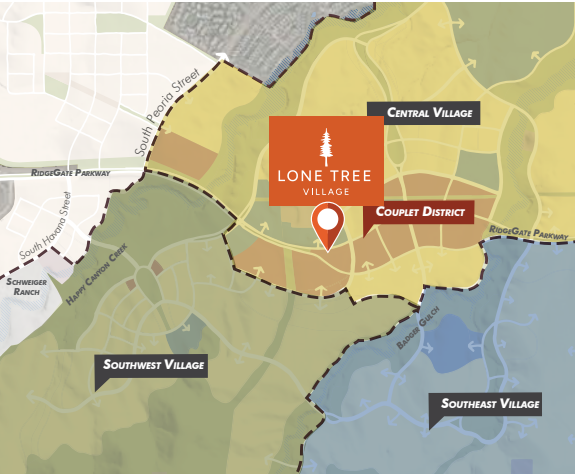 South Peoria Street
CENTRAL VILLAGE
LONE TREE
VILLAGE
RIDGEGATE PARKWAY
South Havana Street
COUPLET DISTRICT
RIDGEGATE PARKWAY
HAPPY CANYON CREEK
SCHWEIGER
RANCH
BADGER GULCH
SOUTHWEST VILLAGE
SOUTHEAST VILLAGE